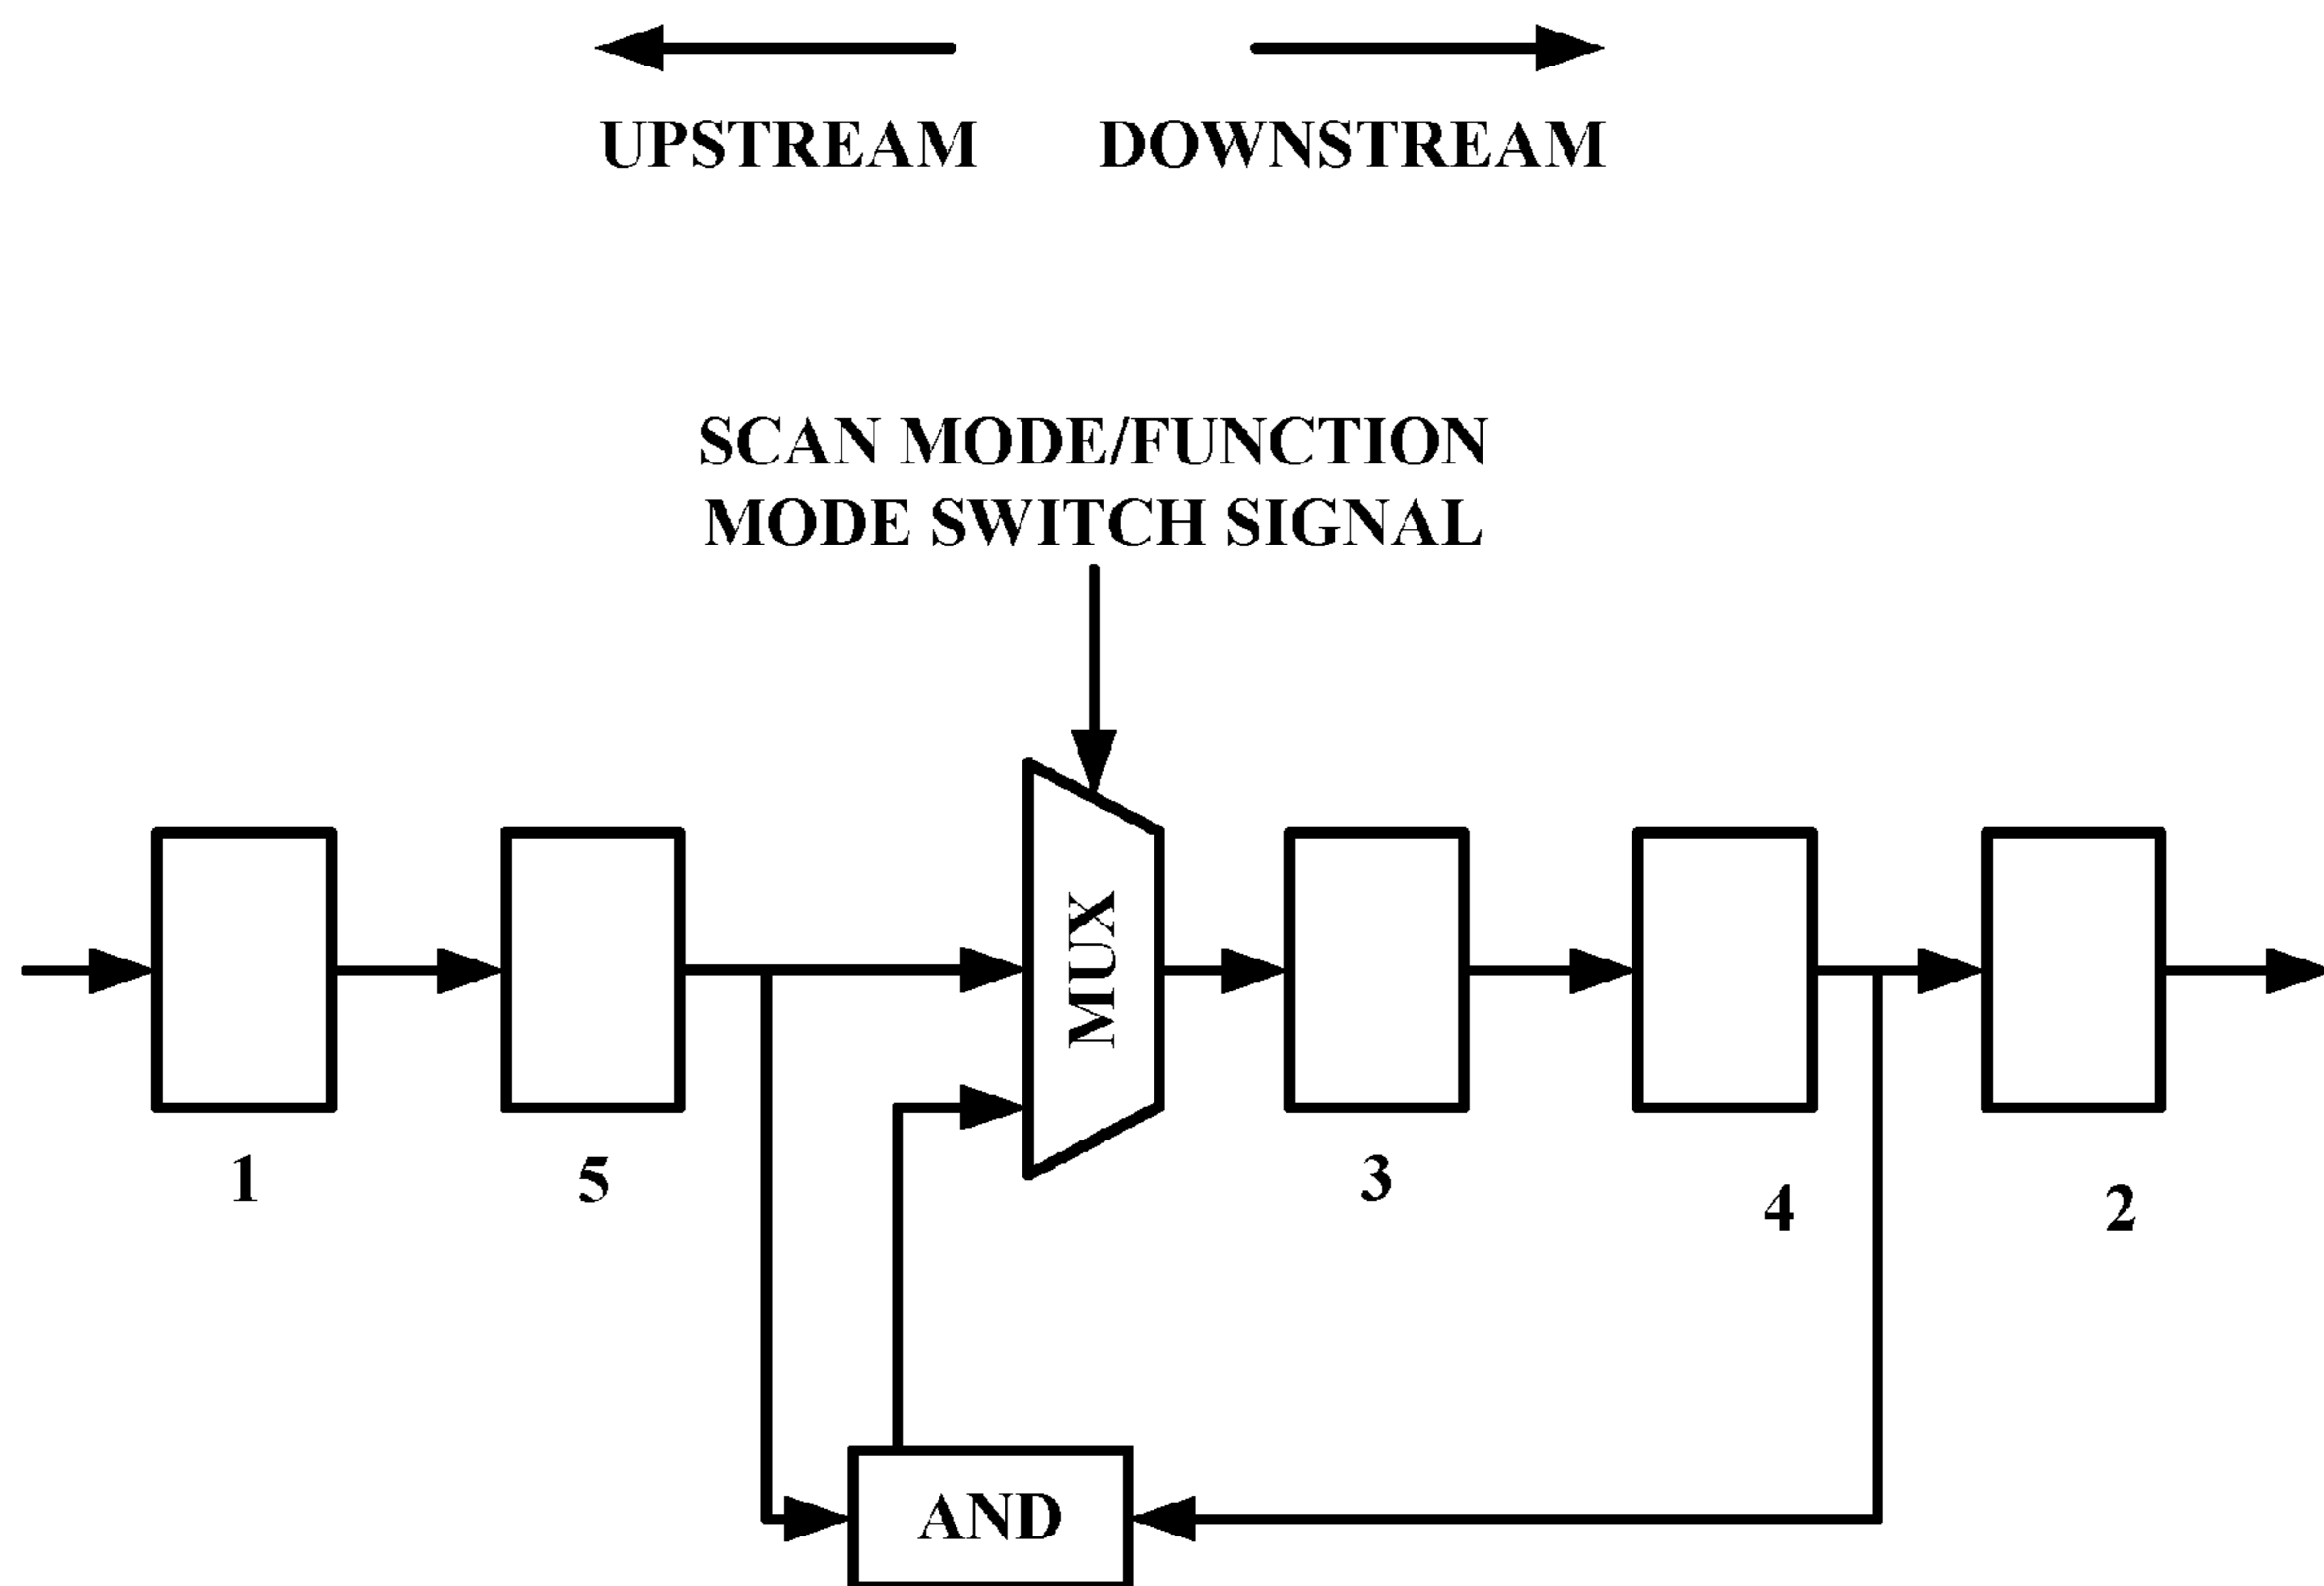 UPSTREAM
DOWNSTREAM
SCAN MODE/FUNCTION
MODE SWITCH SIGNAL
MUX
1
5
3
4
2
AND